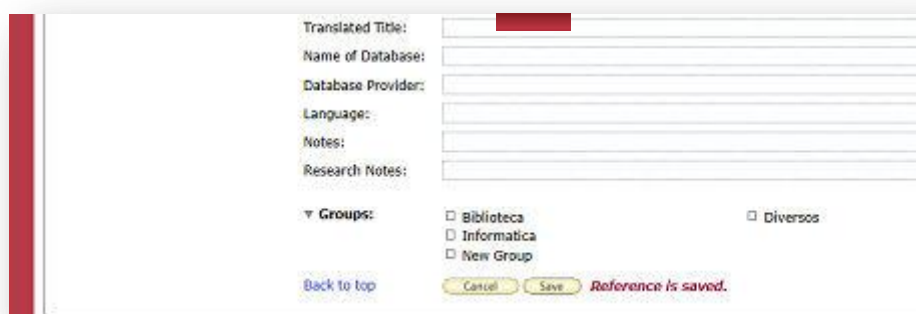 Translated Title:
Name of Database:
Database Provider:
Language:
Notes:
Research Notes:
Groups: Biblioteca Diversos
Informatica
New Group
Back to top Cancel Save Reference is saved.